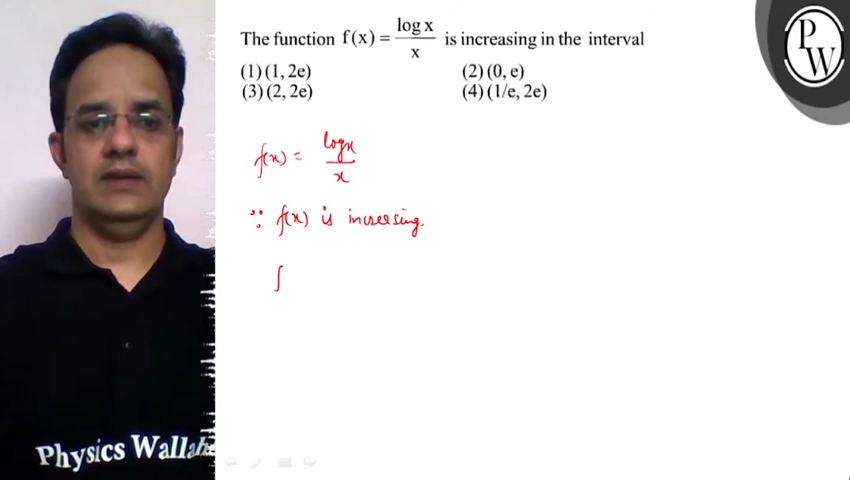 The function f(x) = log x / x is increasing in the interval
(1) (1, 2e) (2) (0, e)
(3) (2, 2e) (4) (1/e, 2e)
f(x) = logx / x
∵ f(x) is increasing.
∫
PW
Physics Wallah